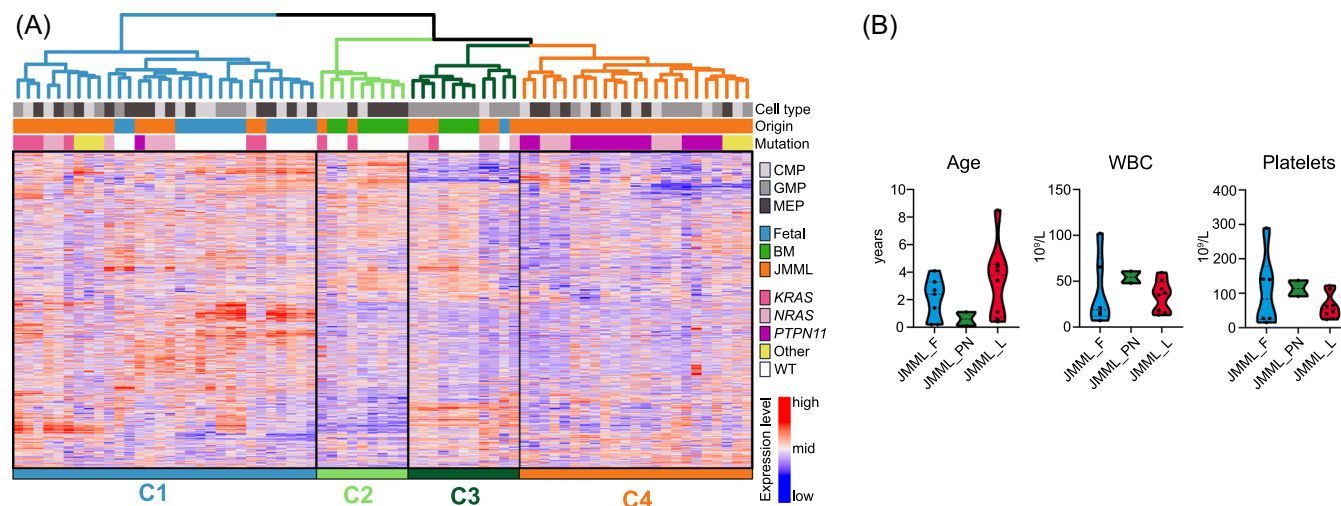 (A)
Cell type
Origin
Mutation
CMP
GMP
MEP
Fetal
BM
JMML
KRAS
NRAS
PTPN11
Other
WT
Expression level
high
mid
low
C1 C2 C3 C4
(B)
Age
years
10
8
6
4
2
0
JMML_F JMML_PN JMML_L
WBC
10⁹/L
150
100
50
0
JMML_F JMML_PN JMML_L
Platelets
10⁹/L
400
300
200
100
0
JMML_F JMML_PN JMML_L